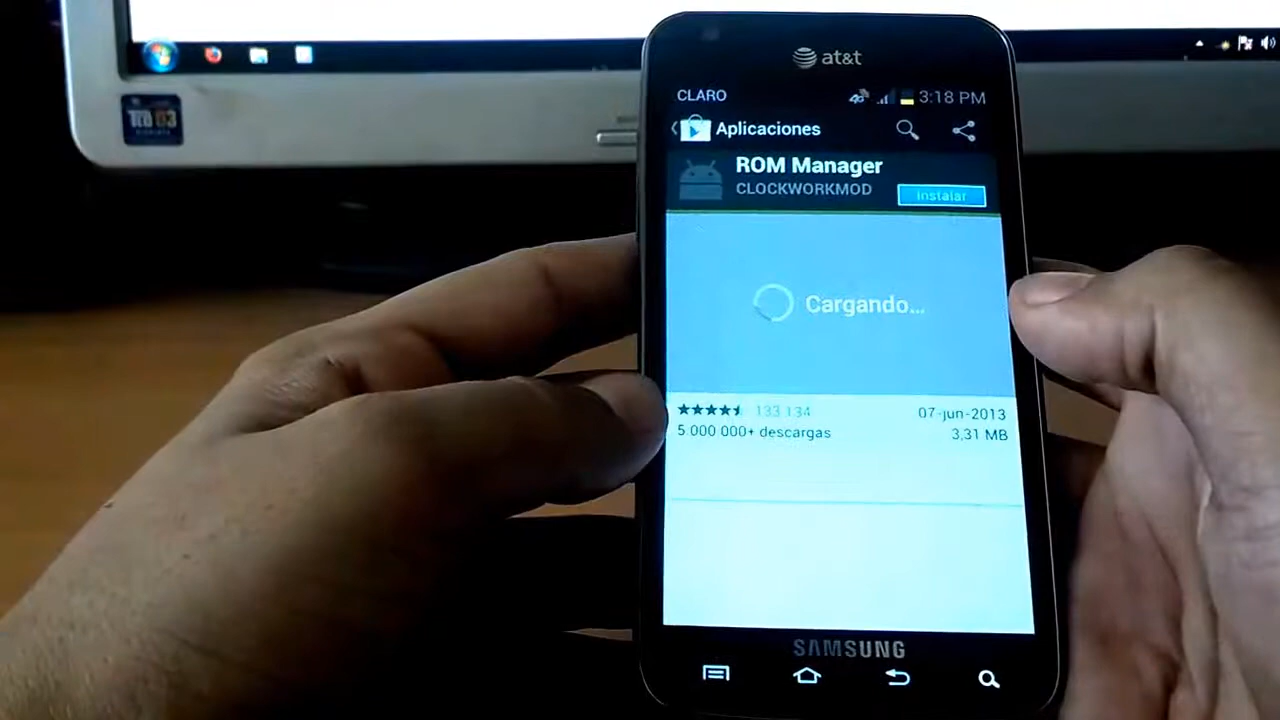 at&t
CLARO 4G 3:18 PM
Aplicaciones
ROM Manager
CLOCKWORKMOD
Instalar
Cargando...
133 134 07-jun-2013
5.000 000+ descargas 3,31 MB
SAMSUNG